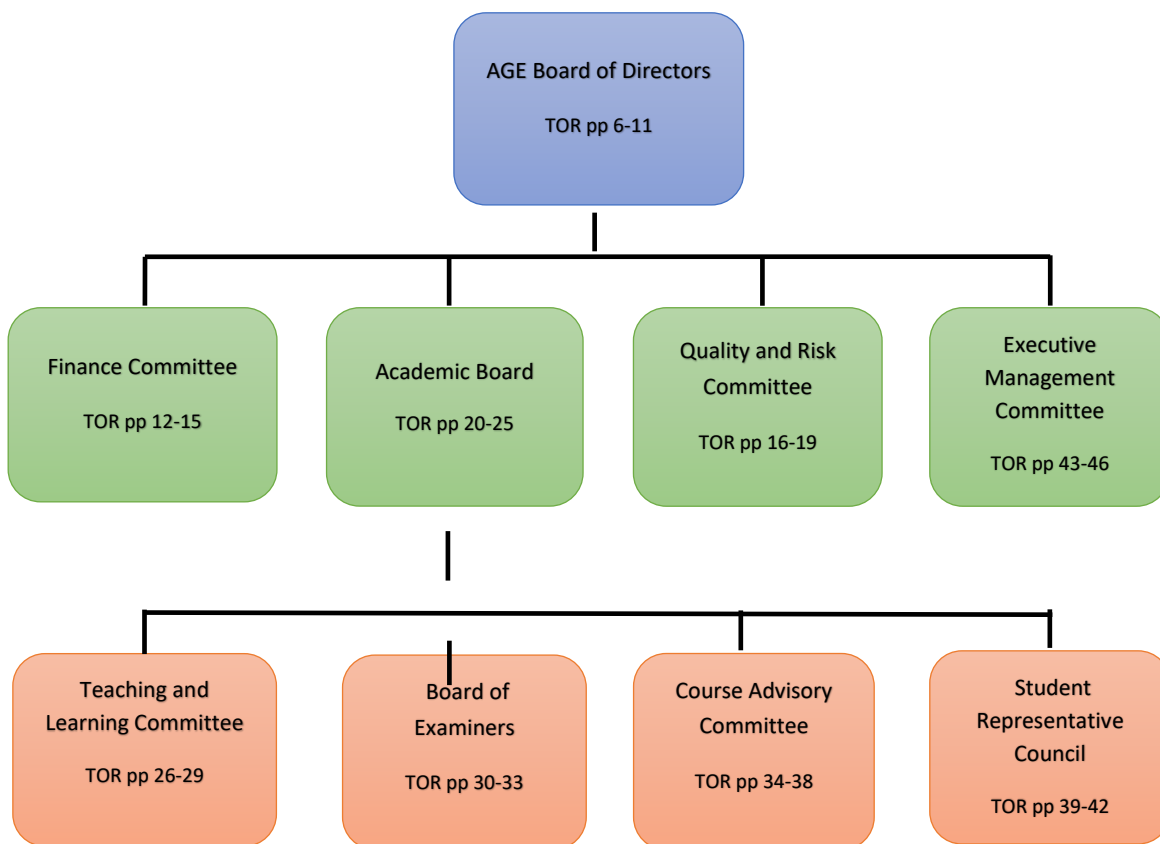 AGE Board of Directors
TOR pp 6-11
Finance Committee
TOR pp 12-15
Academic Board
TOR pp 20-25
Quality and Risk
Committee
TOR pp 16-19
Executive
Management
Committee
TOR pp 43-46
Teaching and
Learning Committee
TOR pp 26-29
Board of
Examiners
TOR pp 30-33
Course Advisory
Committee
TOR pp 34-38
Student
Representative
Council
TOR pp 39-42